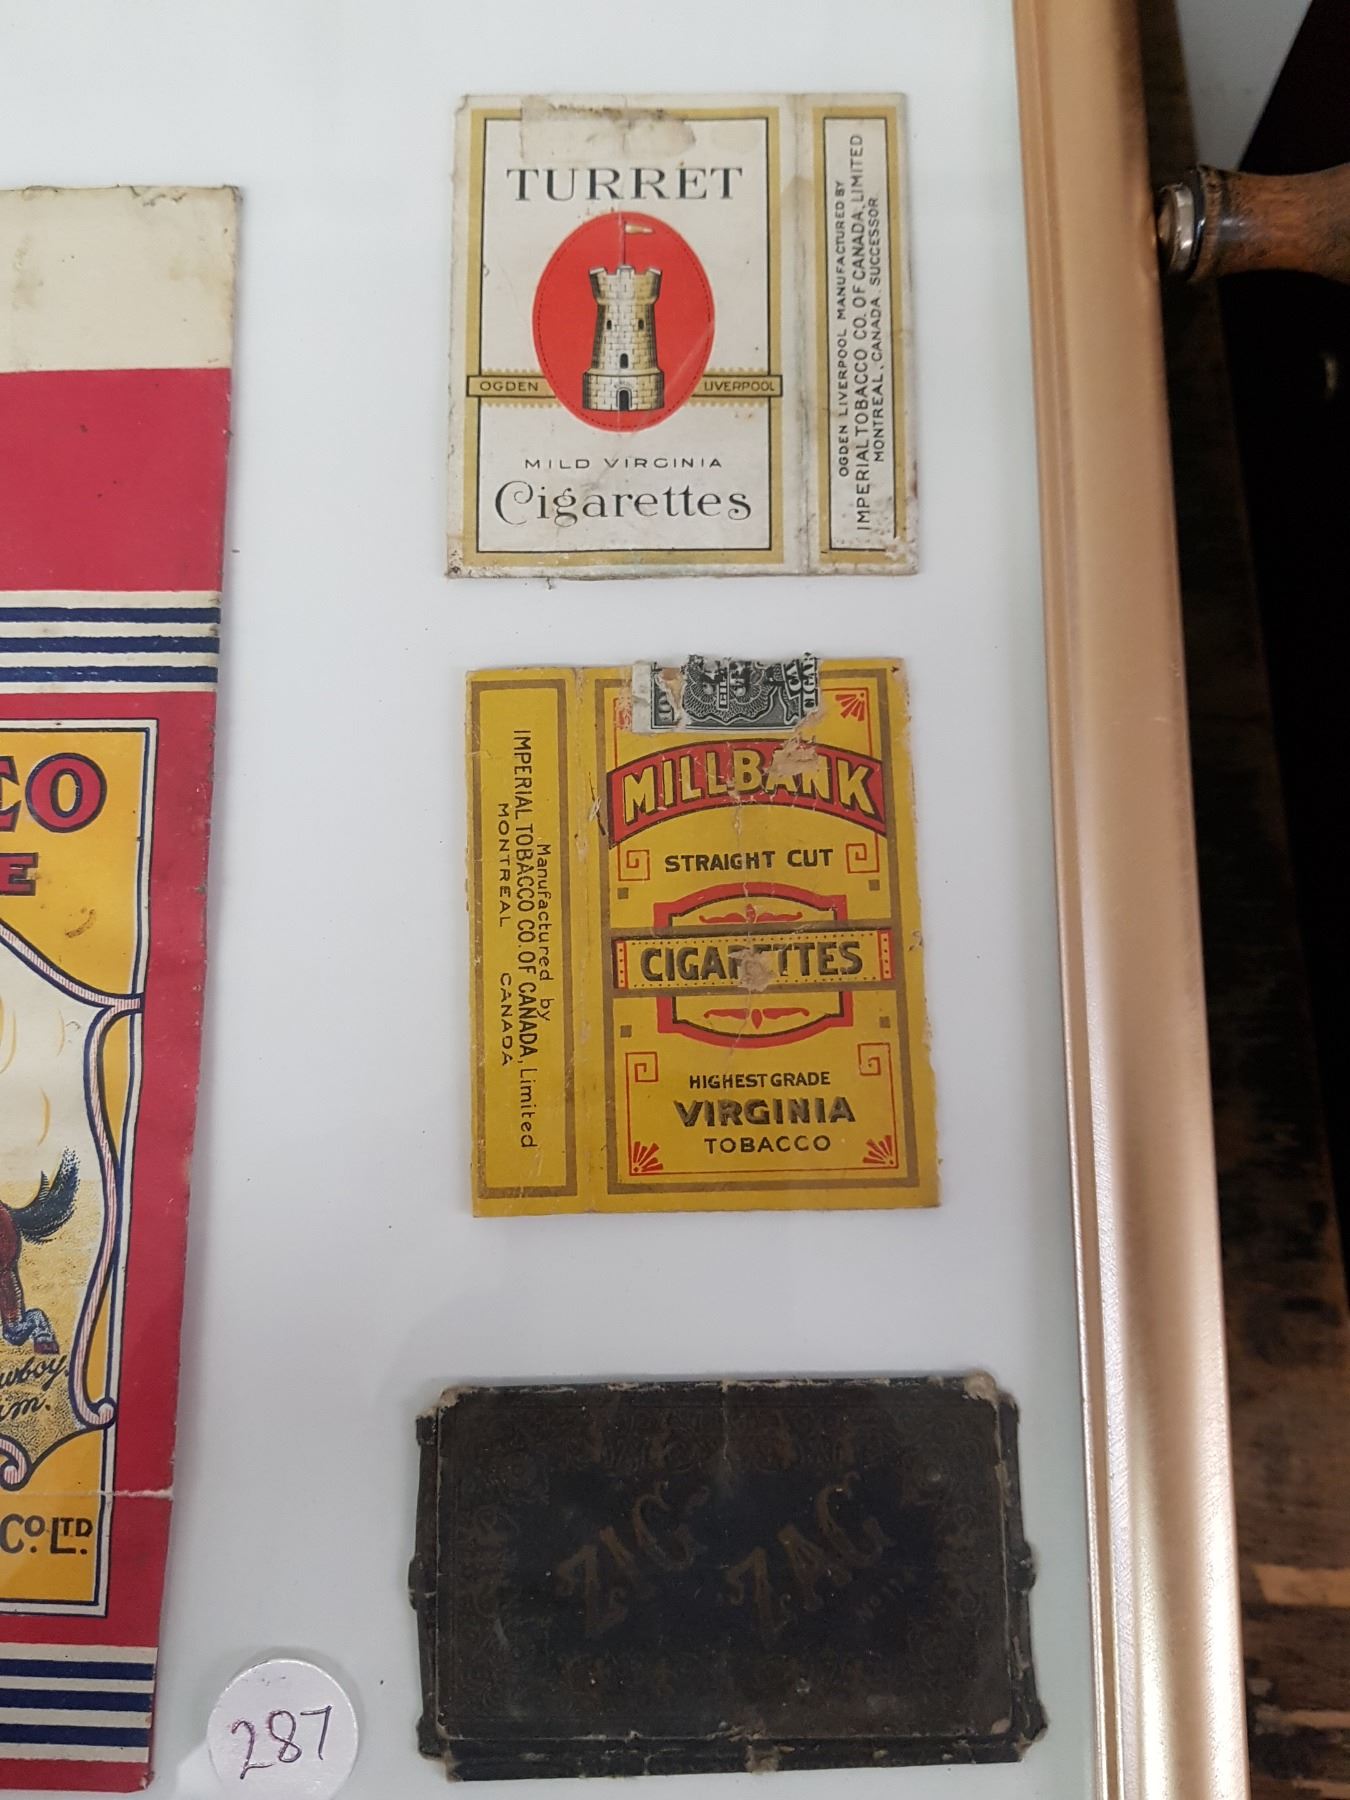 TURRET
OGDEN LIVERPOOL
MILD VIRGINIA
Cigarettes
OGDEN LIVERPOOL MANUFACTURED BY
IMPERIAL TOBACCO CO. OF CANADA, LIMITED
MONTREAL, CANADA. SUCCESSOR
Manufactured by
IMPERIAL TOBACCO CO. OF CANADA, Limited
MONTREAL CANADA
MILLBANK
STRAIGHT CUT
CIGARETTES
HIGHEST GRADE
VIRGINIA
TOBACCO
ZIG ZAG
CO. LTD.
287